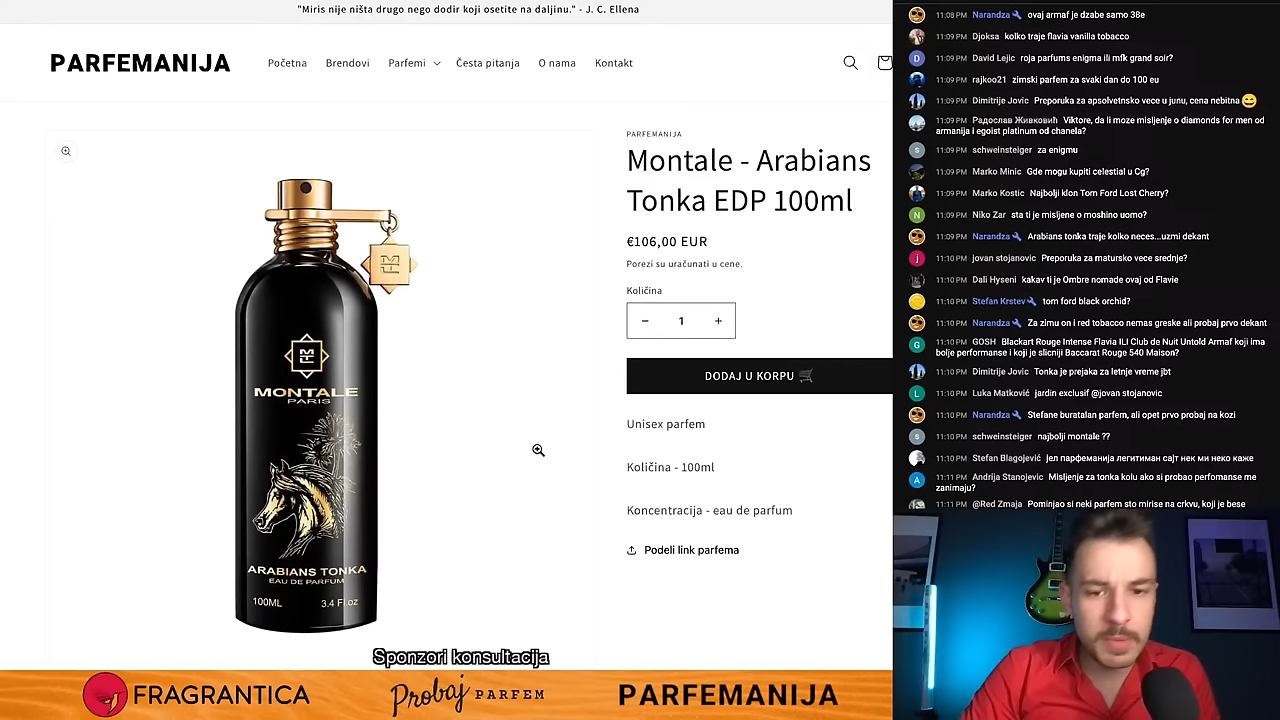 "Miris nije ništa drugo nego dodir koji osetite na daljinu." - J. C. Ellena
PARFEMANIJA
Početna
Brendovi
Parfemi
Česta pitanja
O nama
Kontakt
PARFEMANIJA
Montale - Arabians
Tonka EDP 100ml
€106,00 EUR
Porezi su uračunati u cene.
Količina
− 1 +
DODAJ U KORPU
Unisex parfem
Količina - 100ml
Koncentracija - eau de parfum
Podeli link parfema
MONTALE
PARIS
ARABIANS TONKA
EAU DE PARFUM
100ML 3.4 Fl.oz
Sponzori konsultacija
FRAGRANTICA
Probaj PARFEM
PARFEMANIJA
11:08 PM Narandza ovaj armaf je dzabe samo 38e
11:09 PM Djoksa kolko traje flavia vanilla tobacco
D 11:09 PM David Lejic roja parfums enigma ili mfk grand soir?
11:09 PM rajkoo21 zimski parfem za svaki dan do 100 eu
11:09 PM Dimitrije Jovic Preporuka za apsolvetnsko vece u junu, cena nebitna 😄
11:09 PM Радослав Живковић Viktore, da li moze misljenje o diamonds for men od
armanija i egoist platinum od chanela?
S 11:09 PM schweinsteiger za enigmu
11:09 PM Marko Minic Gde mogu kupiti celestial u Cg?
11:09 PM Marko Kostic Najbolji klon Tom Ford Lost Cherry?
N 11:09 PM Niko Zar sta ti je misljene o moshino uomo?
11:09 PM Narandza Arabians tonka traje kolko neces...uzmi dekant
j 11:10 PM jovan stojanovic Preporuka za matursko vece srednje?
11:10 PM Dali Hyseni kakav ti je Ombre nomade ovaj od Flavie
11:10 PM Stefan Krstev tom ford black orchid?
11:10 PM Narandza Za zimu on i red tobacco nemas greske ali probaj prvo dekant
G 11:10 PM GOSH Blackart Rouge Intense Flavia ILI Club de Nuit Untold Armaf koji ima
bolje performanse i koji je slicniji Baccarat Rouge 540 Maison?
11:10 PM Dimitrije Jovic Tonka je prejaka za letnje vreme jbt
L 11:10 PM Luka Matković jardin exclusif @jovan stojanovic
11:10 PM Narandza Stefane buratalan parfem, ali opet prvo probaj na kozi
S 11:10 PM schweinsteiger najbolji montale ??
11:10 PM Stefan Blagojević јел парфеманија легитиман сајт нек ми неко каже
A 11:11 PM Andrija Stanojevic Misljenje za tonka kolu ako si probao perfomanse me
zanimaju?
11:11 PM @Red Zmaja Pominjao si neki parfem sto mirise na crkvu, koji je bese